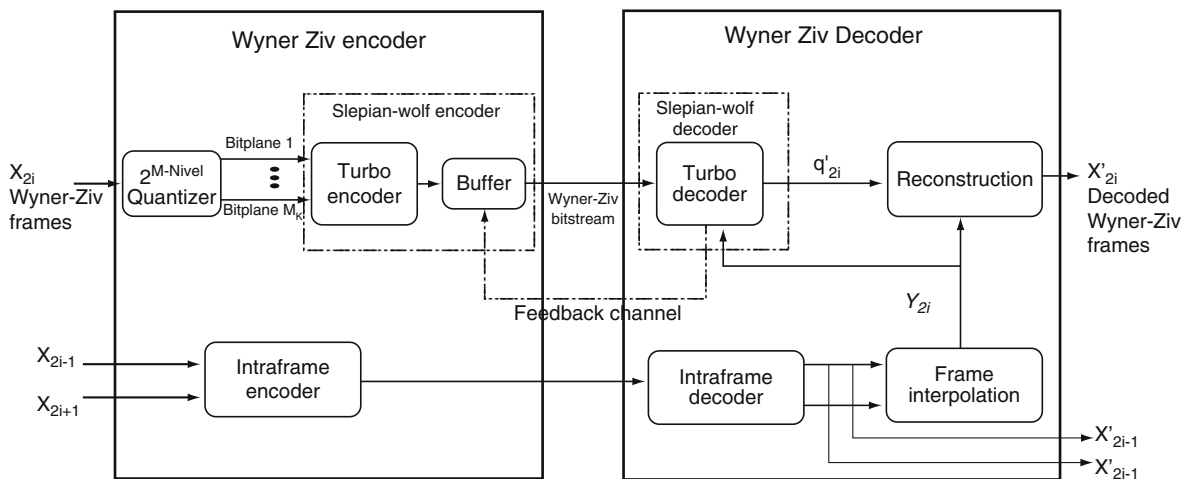 Wyner Ziv encoder
Wyner Ziv Decoder
Slepian-wolf encoder
Slepian-wolf
decoder
Bitplane 1
X2i
Wyner-Ziv
frames
2M-Nivel
Quantizer
Bitplane MK
Turbo
encoder
Buffer
Wyner-Ziv
bitstream
Turbo
decoder
q'2i
Reconstruction
X'2i
Decoded
Wyner-Ziv
frames
Feedback channel
Y2i
X2i-1
X2i+1
Intraframe
encoder
Intraframe
decoder
Frame
interpolation
X'2i-1
X'2i-1